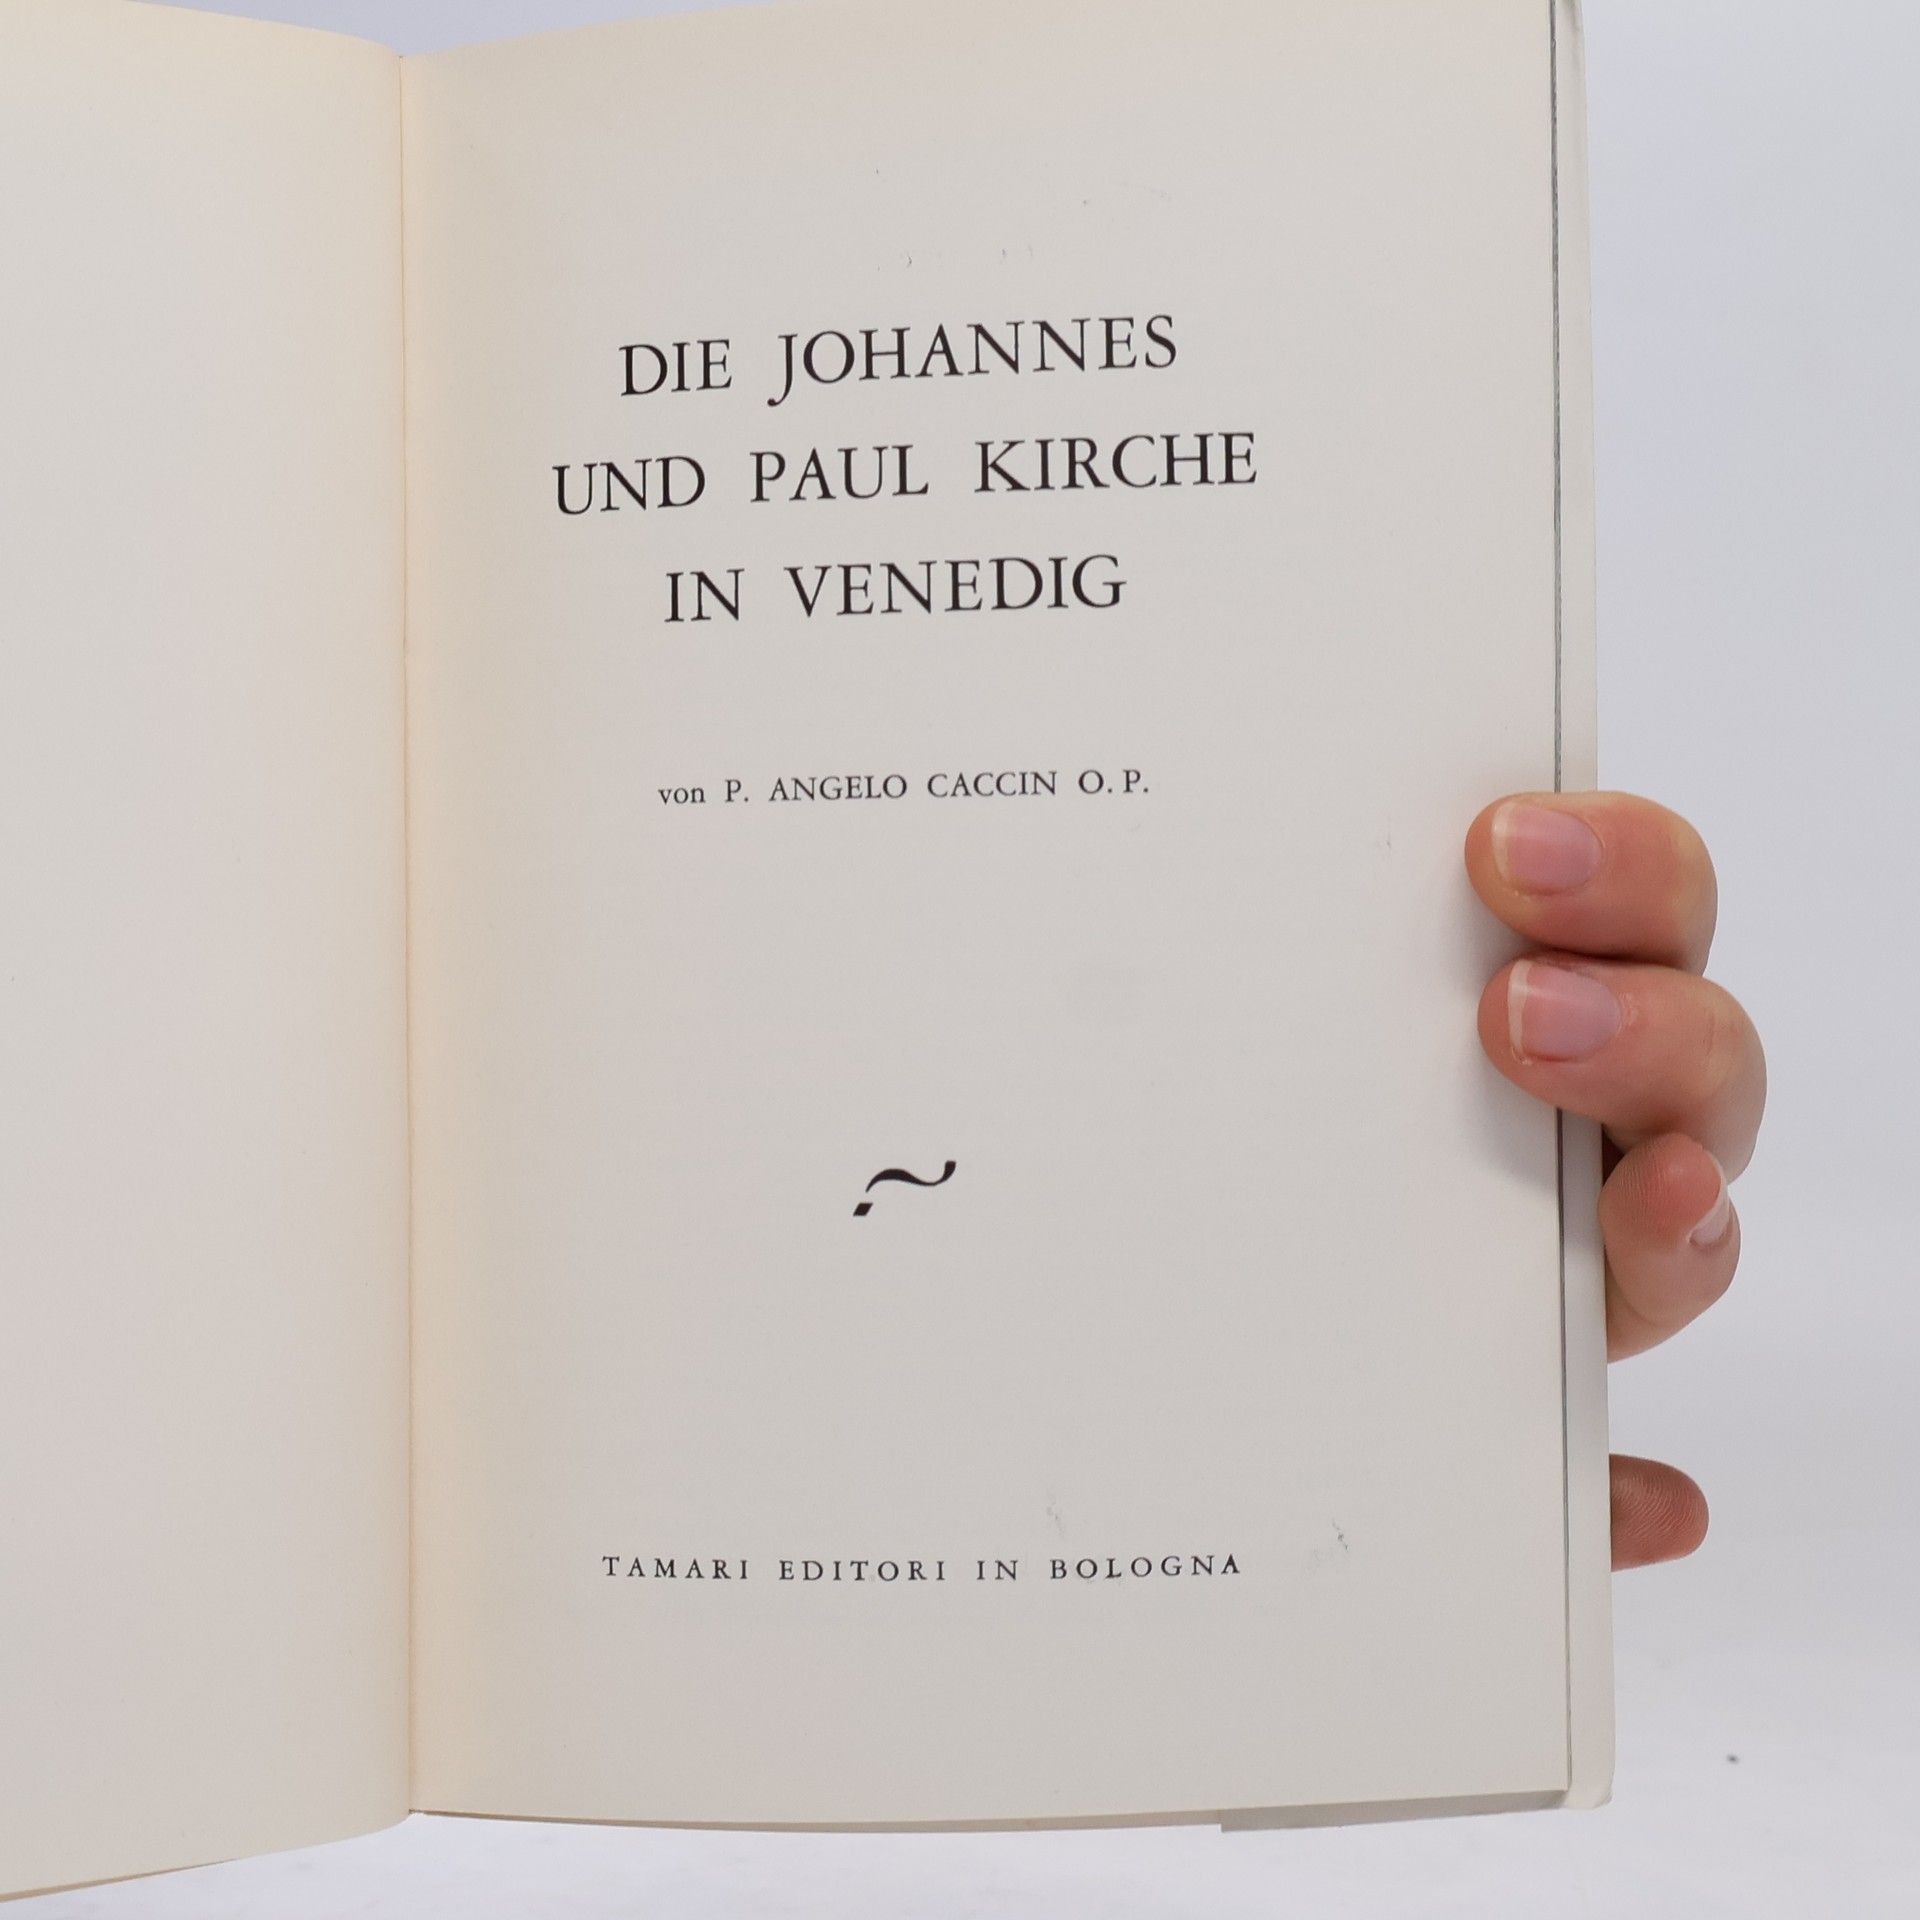 DIE JOHANNES
UND PAUL KIRCHE
IN VENEDIG
von P. ANGELO CACCIN O. P.
TAMARI EDITORI IN BOLOGNA